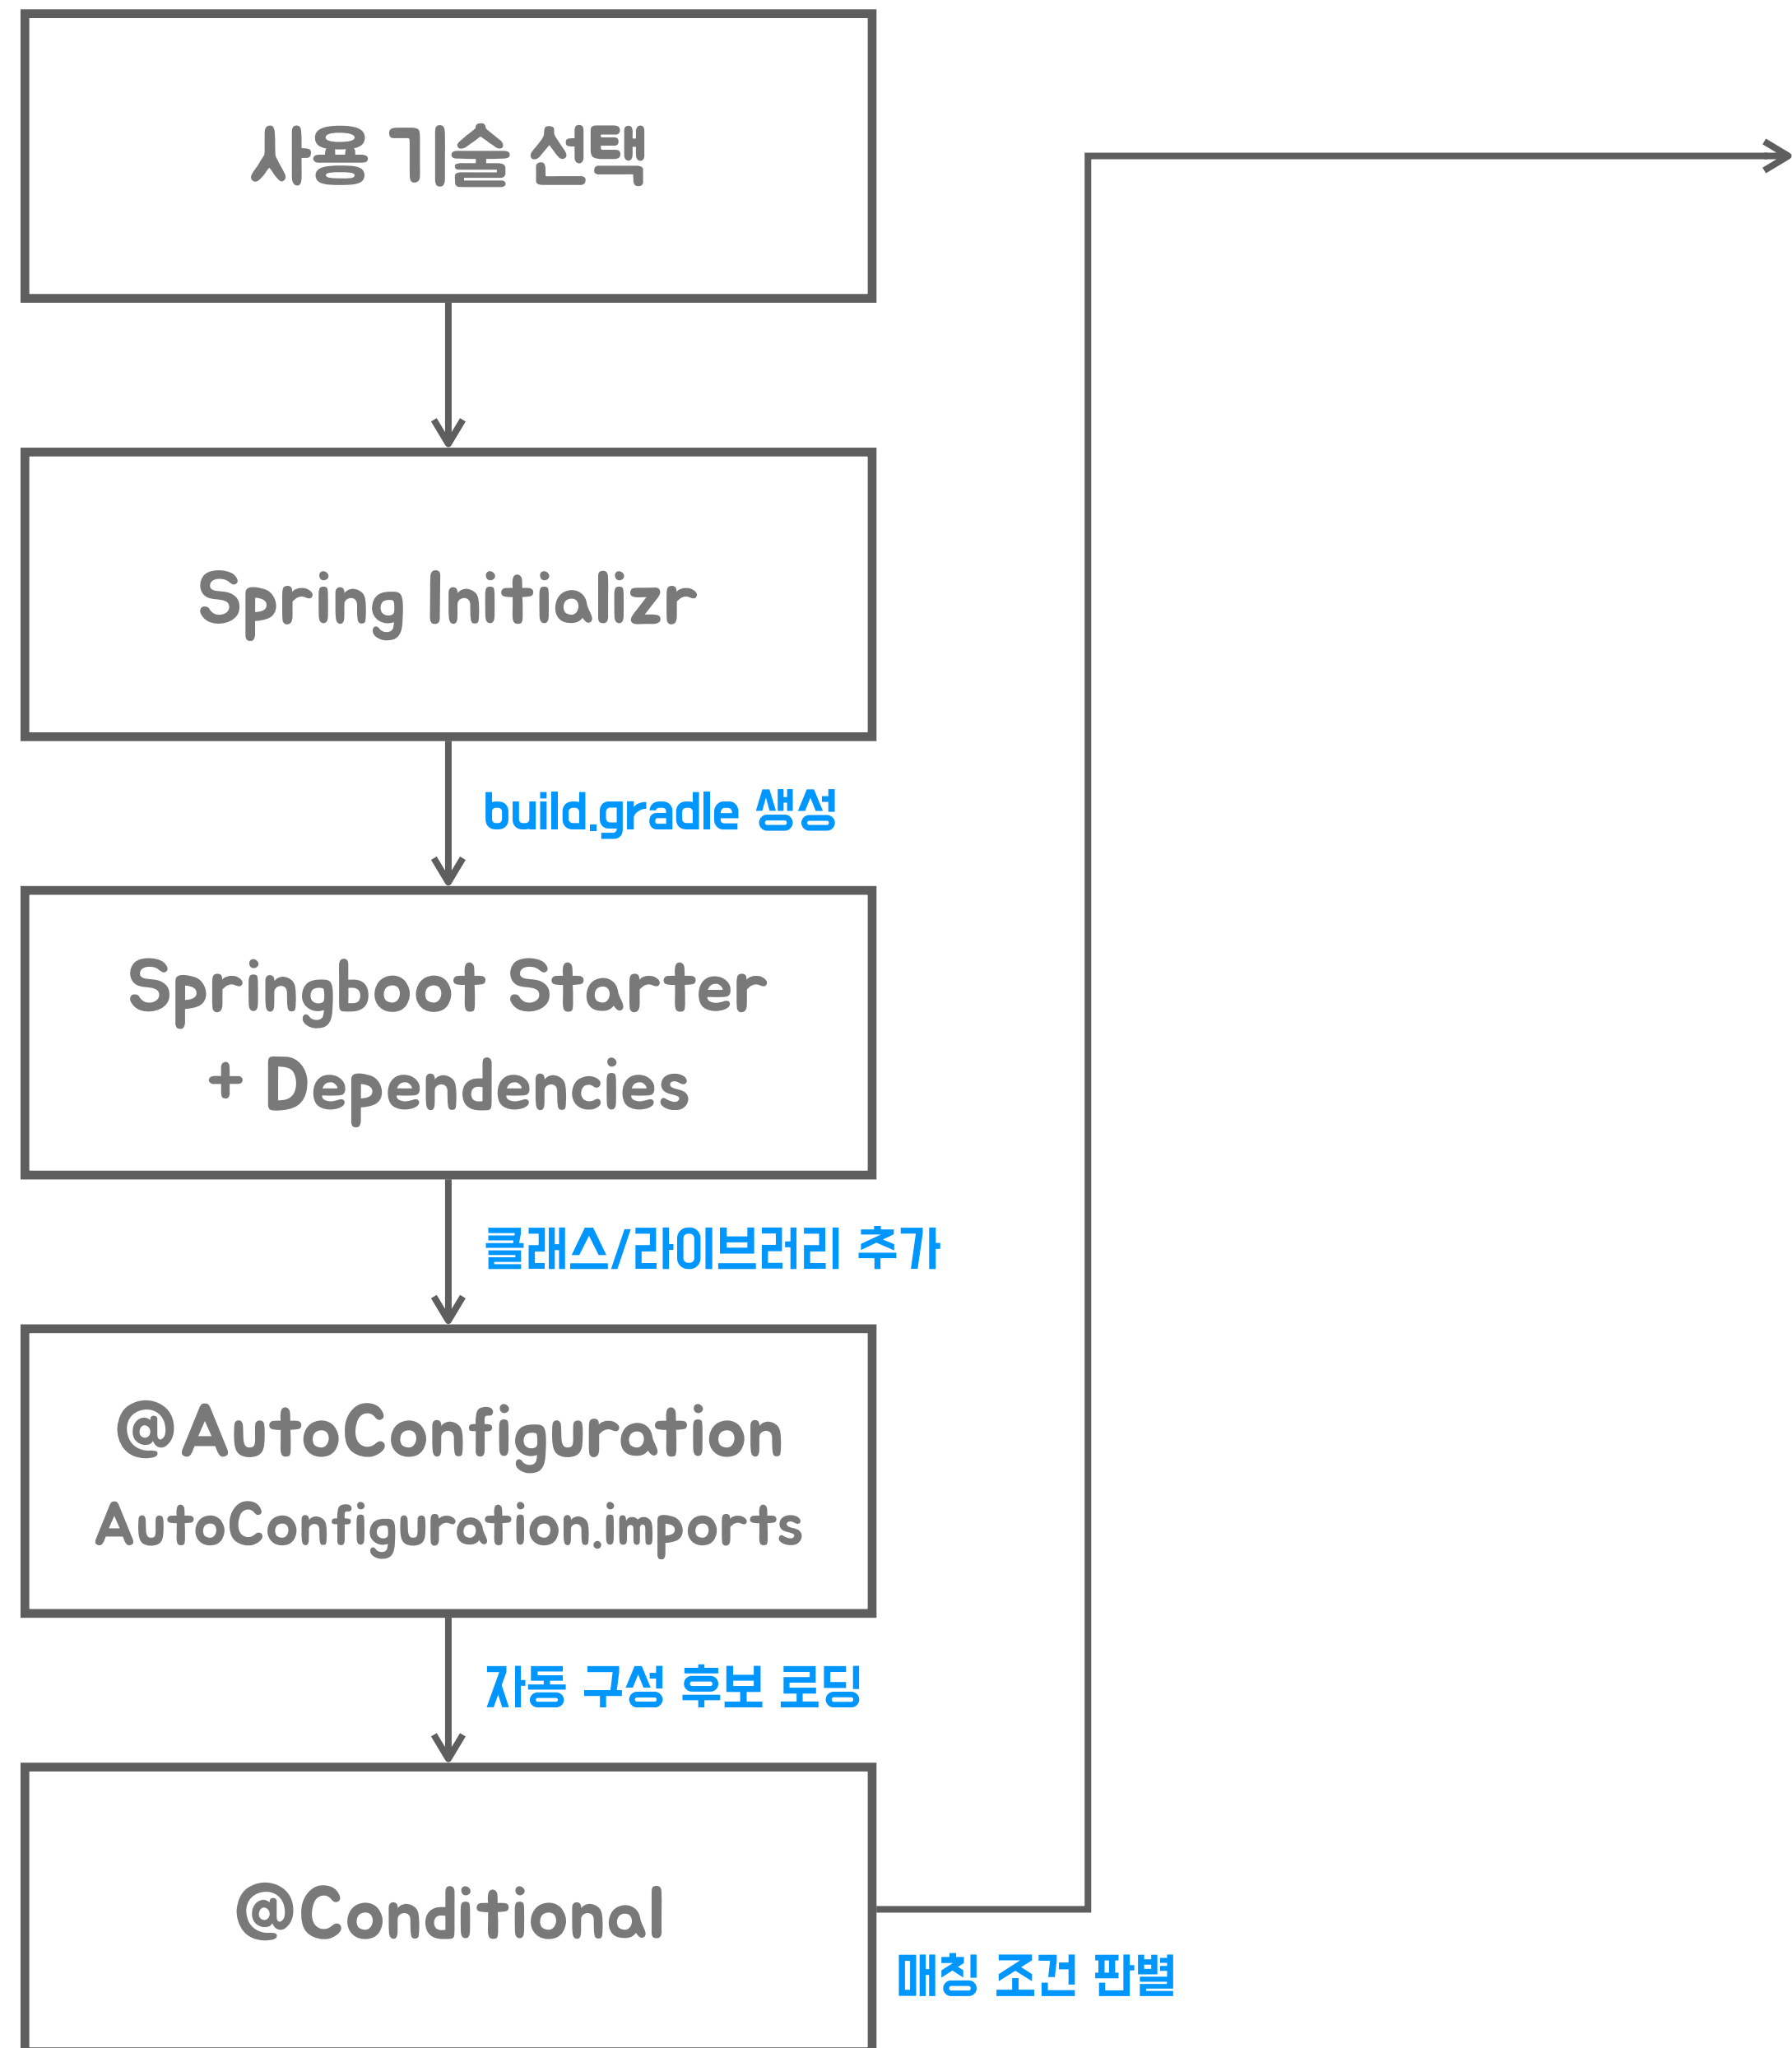 사용 기술 선택
Spring Initializr
build.gradle 생성
Springboot Starter
+ Dependencies
클래스/라이브러리 추가
@AutoConfiguration
AutoConfiguration.imports
자동 구성 후보 로딩
@Conditional
매칭 조건 판별